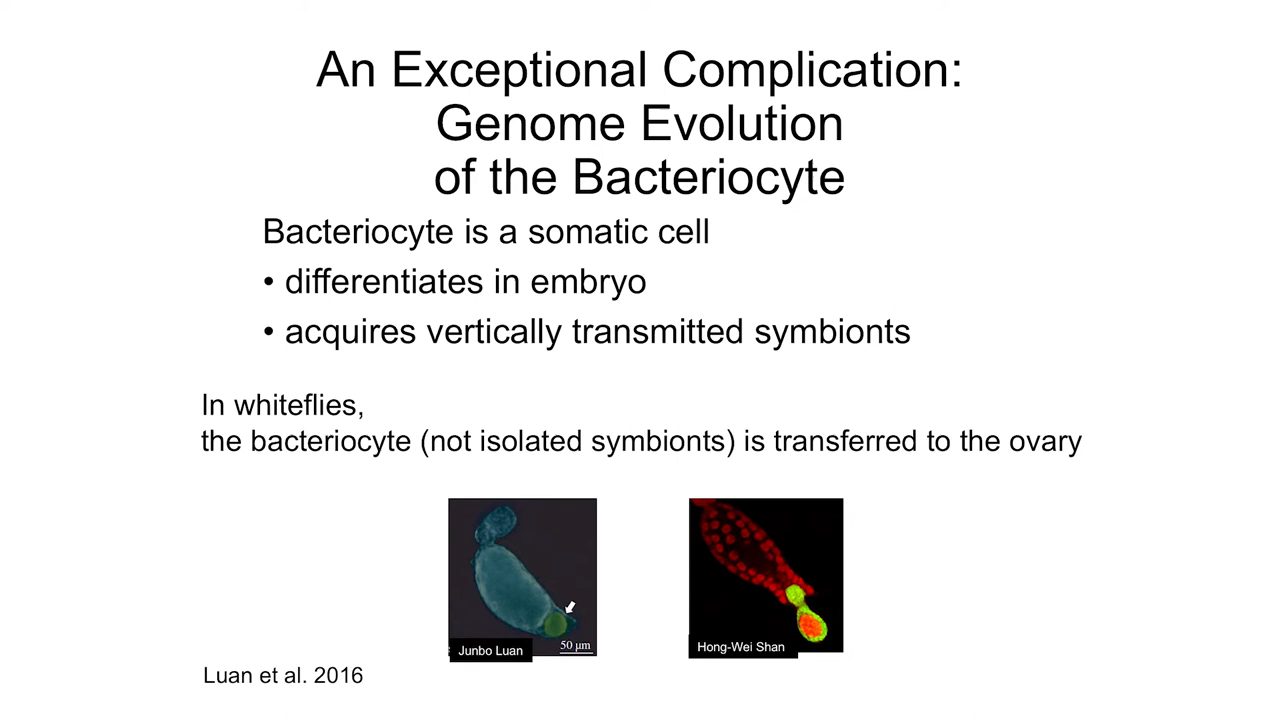 An Exceptional Complication:
Genome Evolution
of the Bacteriocyte
Bacteriocyte is a somatic cell
• differentiates in embryo
• acquires vertically transmitted symbionts
In whiteflies,
the bacteriocyte (not isolated symbionts) is transferred to the ovary
50 µm
Junbo Luan
Hong-Wei Shan
Luan et al. 2016